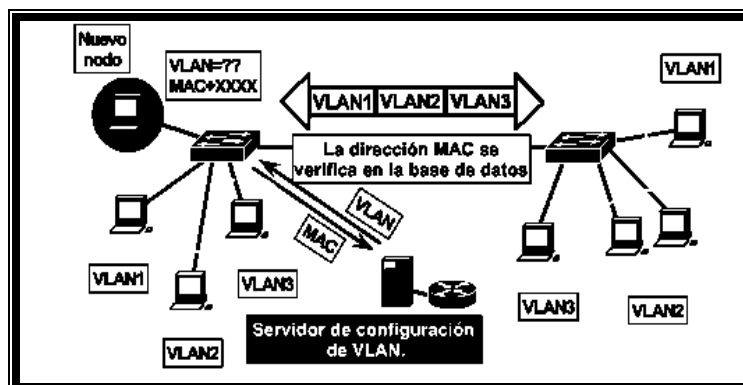 Nuevo
nodo
VLAN=??
MAC+XXXX
VLAN1 VLAN2 VLAN3
VLAN1
La dirección MAC se
verifica en la base de datos
VLAN
MAC
VLAN1
VLAN3
VLAN2
VLAN3
VLAN2
Servidor de configuración
de VLAN.